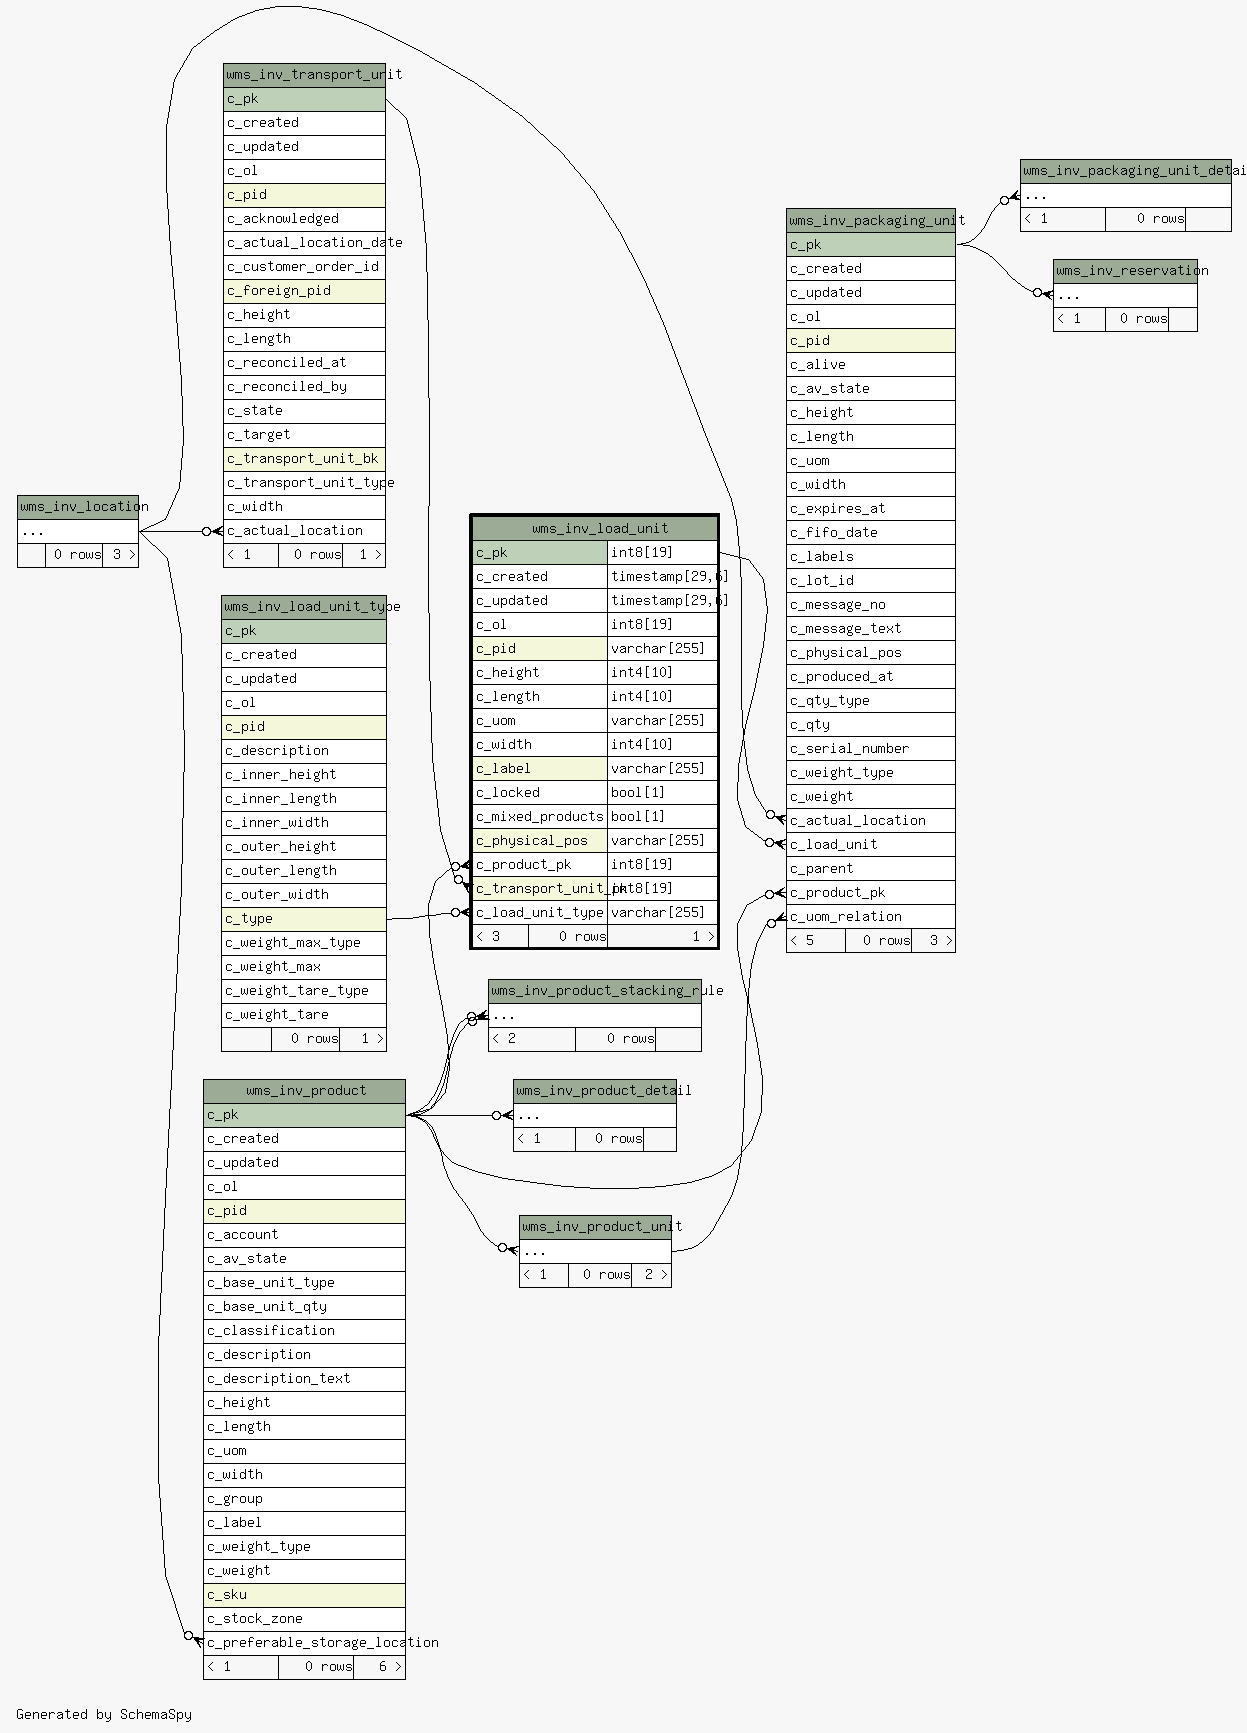 wms_inv_transport_unit
c_pk
c_created
c_updated
c_ol
c_pid
c_acknowledged
c_actual_location_date
c_customer_order_id
c_foreign_pid
c_height
c_length
c_reconciled_at
c_reconciled_by
c_state
c_target
c_transport_unit_bk
c_transport_unit_type
c_width
c_actual_location
< 1 0 rows 1 >
wms_inv_location
...
0 rows 3 >
wms_inv_load_unit_type
c_pk
c_created
c_updated
c_ol
c_pid
c_description
c_inner_height
c_inner_length
c_inner_width
c_outer_height
c_outer_length
c_outer_width
c_type
c_weight_max_type
c_weight_max
c_weight_tare_type
c_weight_tare
0 rows 1 >
wms_inv_product
c_pk
c_created
c_updated
c_ol
c_pid
c_account
c_av_state
c_base_unit_type
c_base_unit_qty
c_classification
c_description
c_description_text
c_height
c_length
c_uom
c_width
c_group
c_label
c_weight_type
c_weight
c_sku
c_stock_zone
c_preferable_storage_location
< 1 0 rows 6 >
wms_inv_load_unit
c_pk int8[19]
c_created timestamp[29,6]
c_updated timestamp[29,6]
c_ol int8[19]
c_pid varchar[255]
c_height int4[10]
c_length int4[10]
c_uom varchar[255]
c_width int4[10]
c_label varchar[255]
c_locked bool[1]
c_mixed_products bool[1]
c_physical_pos varchar[255]
c_product_pk int8[19]
c_transport_unit_pk int8[19]
c_load_unit_type varchar[255]
< 3 0 rows 1 >
wms_inv_product_stacking_rule
...
< 2 0 rows
wms_inv_product_detail
...
< 1 0 rows
wms_inv_product_unit
...
< 1 0 rows 2 >
wms_inv_packaging_unit
c_pk
c_created
c_updated
c_ol
c_pid
c_alive
c_av_state
c_height
c_length
c_uom
c_width
c_expires_at
c_fifo_date
c_labels
c_lot_id
c_message_no
c_message_text
c_physical_pos
c_produced_at
c_qty_type
c_qty
c_serial_number
c_weight_type
c_weight
c_actual_location
c_load_unit
c_parent
c_product_pk
c_uom_relation
< 5 0 rows 3 >
wms_inv_packaging_unit_detai
...
< 1 0 rows
wms_inv_reservation
...
< 1 0 rows
Generated by SchemaSpy